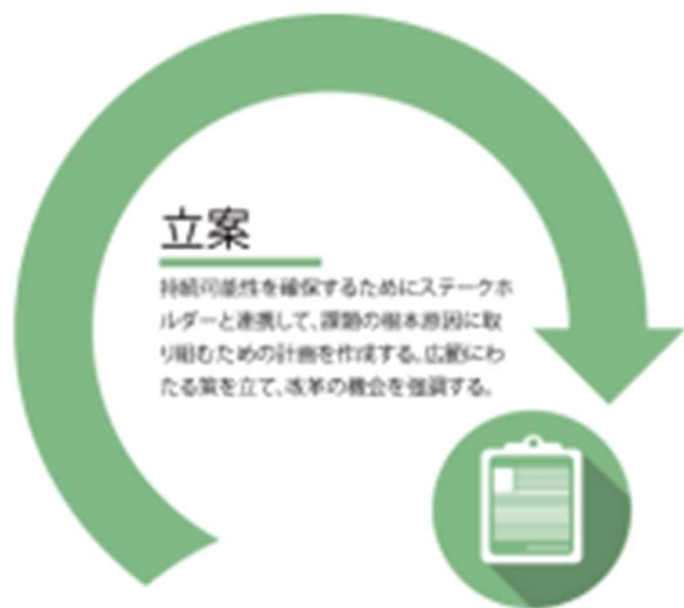 立案
持続可能性を確保するためにステークホ
ルダーと連携して、課題の根本原因に取
り組むための計画を作成する。広範にわ
たる策を立て、改革の機会を強調する。